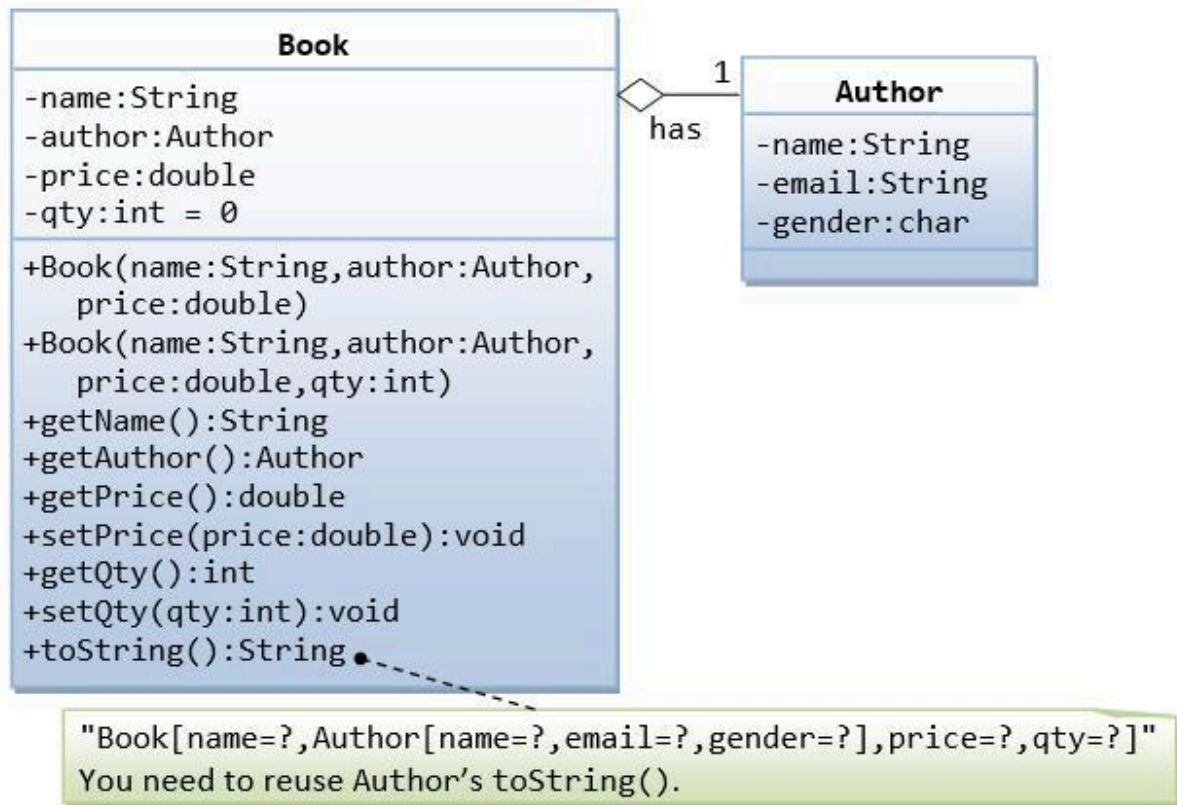 Book
-name:String
-author:Author
-price:double
-qty:int = 0
+Book(name:String,author:Author,
price:double)
+Book(name:String,author:Author,
price:double,qty:int)
+getName():String
+getAuthor():Author
+getPrice():double
+setPrice(price:double):void
+getQty():int
+setQty(qty:int):void
+toString():String
1
has
Author
-name:String
-email:String
-gender:char
"Book[name=?,Author[name=?,email=?,gender=?],price=?,qty=?]"
You need to reuse Author's toString().